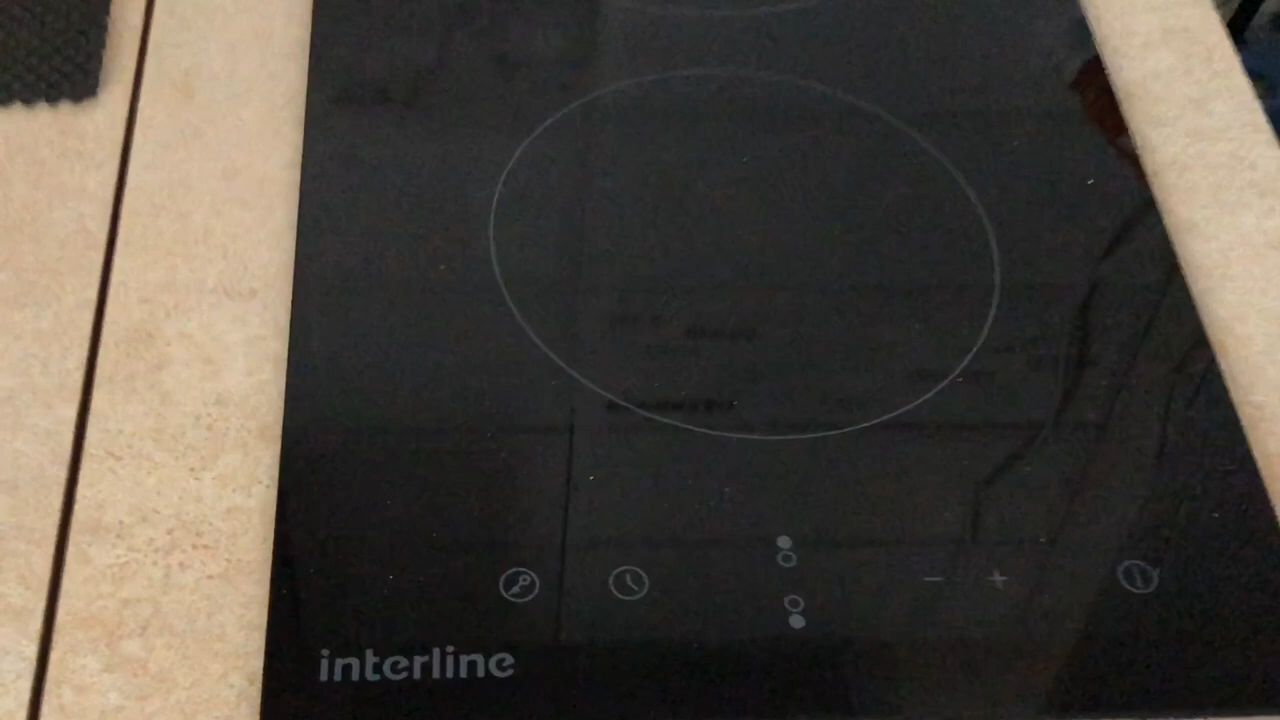 − +
interline